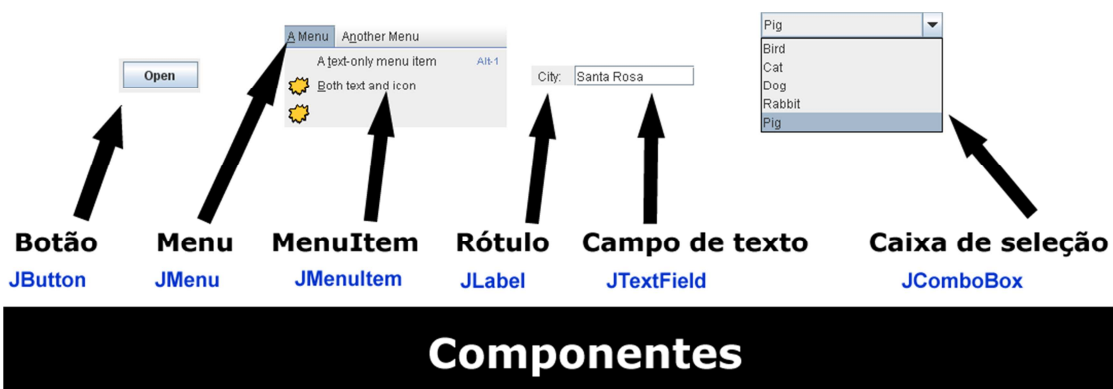 Open
A Menu Another Menu
A text-only menu item Alt-1
Both text and icon
City: Santa Rosa
Pig
Bird
Cat
Dog
Rabbit
Pig
Botão Menu MenuItem Rótulo Campo de texto Caixa de seleção
JButton JMenu JMenuItem JLabel JTextField JComboBox
Componentes